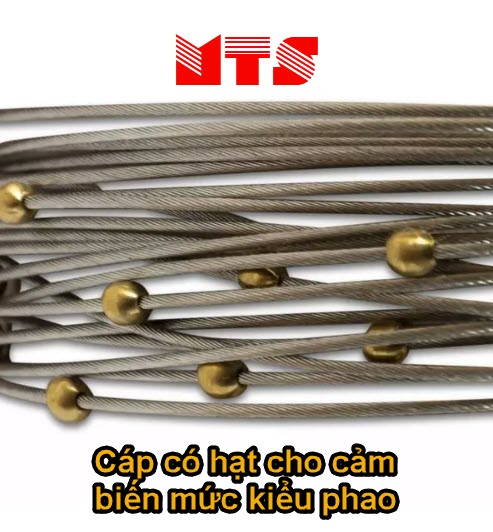 MTS
Cáp có hạt cho cảm
biến mức kiểu phao